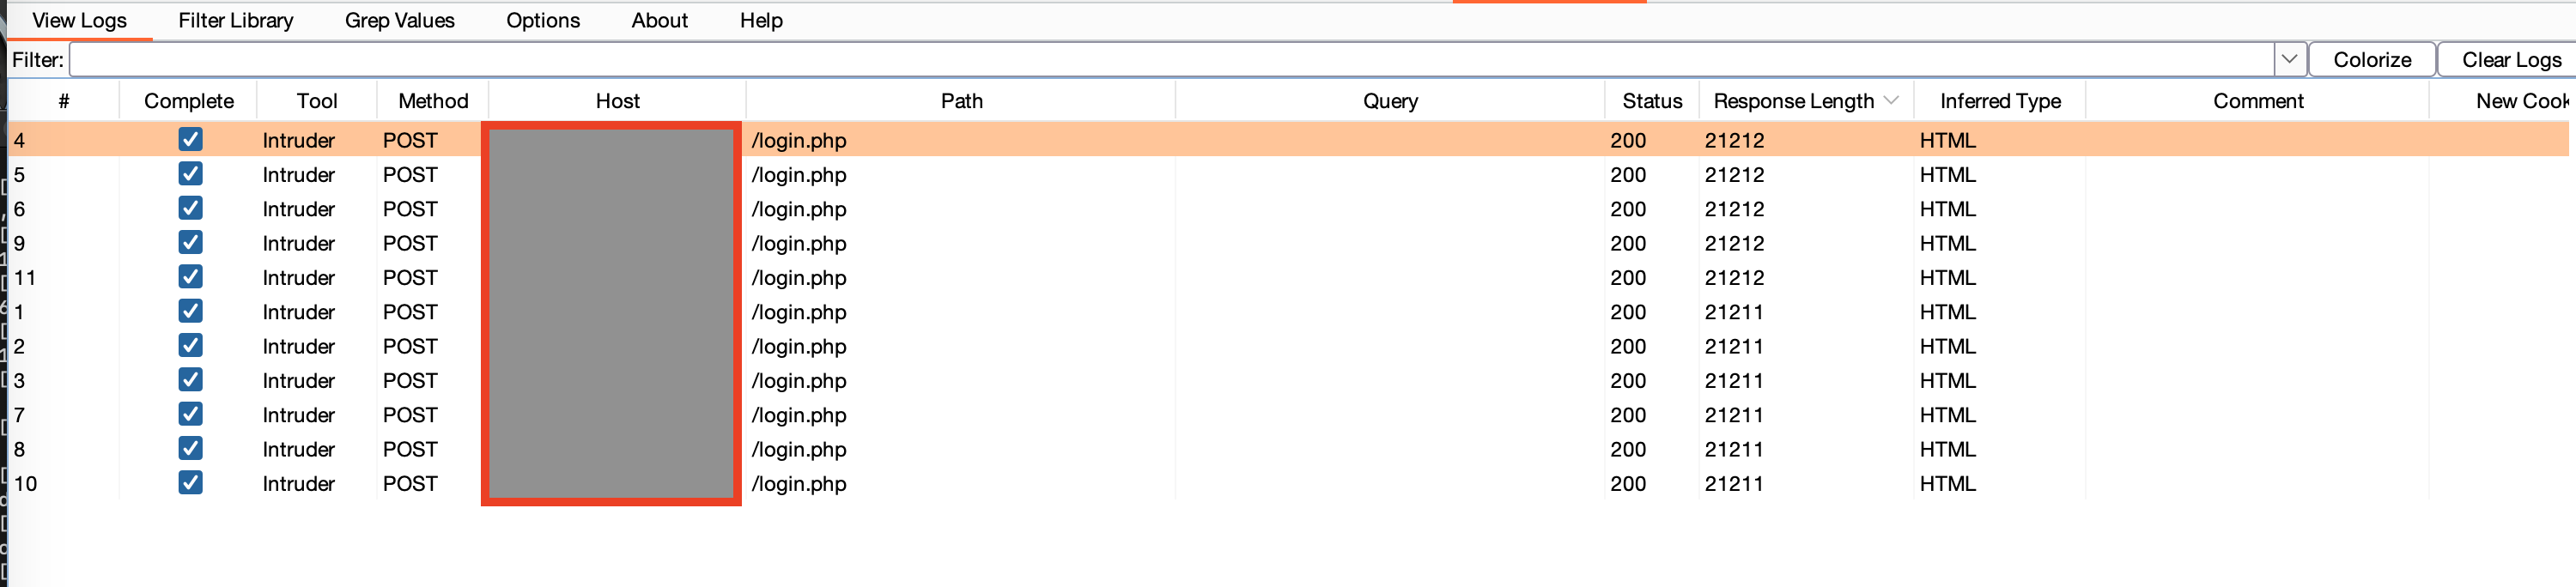 View Logs Filter Library Grep Values Options About Help
Filter: Colorize Clear Logs
# Complete Tool Method Host Path Query Status Response Length Inferred Type Comment New Cook
4 Intruder POST /login.php 200 21212 HTML
5 Intruder POST /login.php 200 21212 HTML
6 Intruder POST /login.php 200 21212 HTML
9 Intruder POST /login.php 200 21212 HTML
11 Intruder POST /login.php 200 21212 HTML
1 Intruder POST /login.php 200 21211 HTML
2 Intruder POST /login.php 200 21211 HTML
3 Intruder POST /login.php 200 21211 HTML
7 Intruder POST /login.php 200 21211 HTML
8 Intruder POST /login.php 200 21211 HTML
10 Intruder POST /login.php 200 21211 HTML